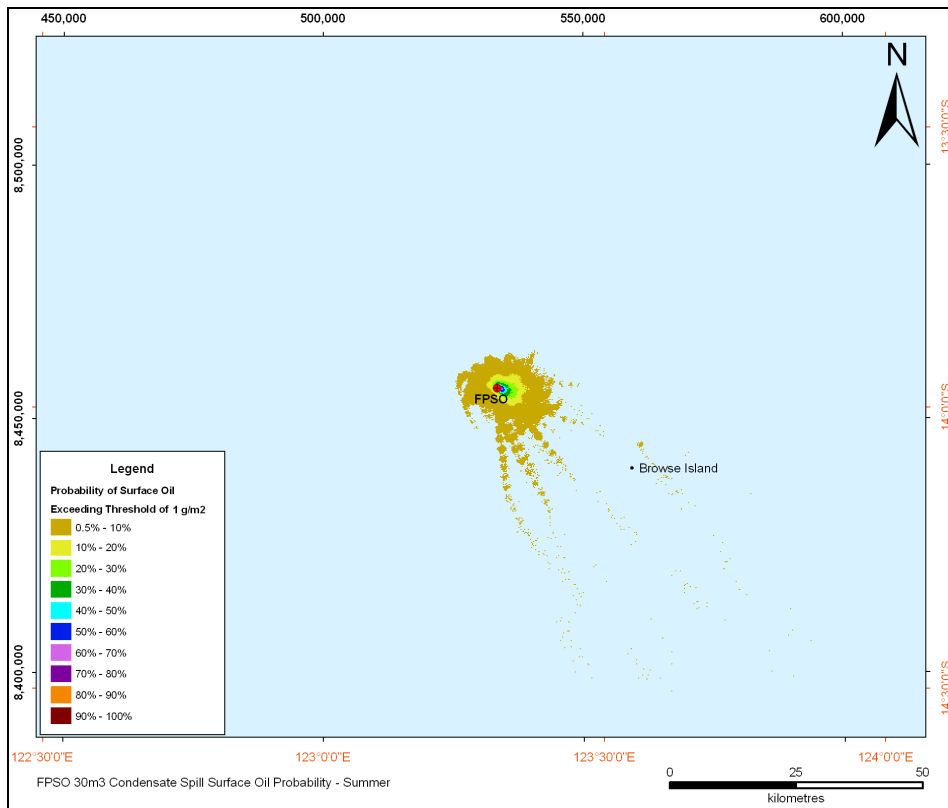 450,000
500,000
550,000
600,000
N
13°30'0"S
8,500,000
FPSO
14°0'0"S
8,450,000
Browse Island
Legend
Probability of Surface Oil
Exceeding Threshold of 1 g/m2
0.5% - 10%
10% - 20%
20% - 30%
30% - 40%
40% - 50%
50% - 60%
60% - 70%
70% - 80%
80% - 90%
90% - 100%
8,400,000
14°30'0"S
122°30'0"E
123°0'0"E
123°30'0"E
124°0'0"E
FPSO 30m3 Condensate Spill Surface Oil Probability - Summer
0
25
50
kilometres